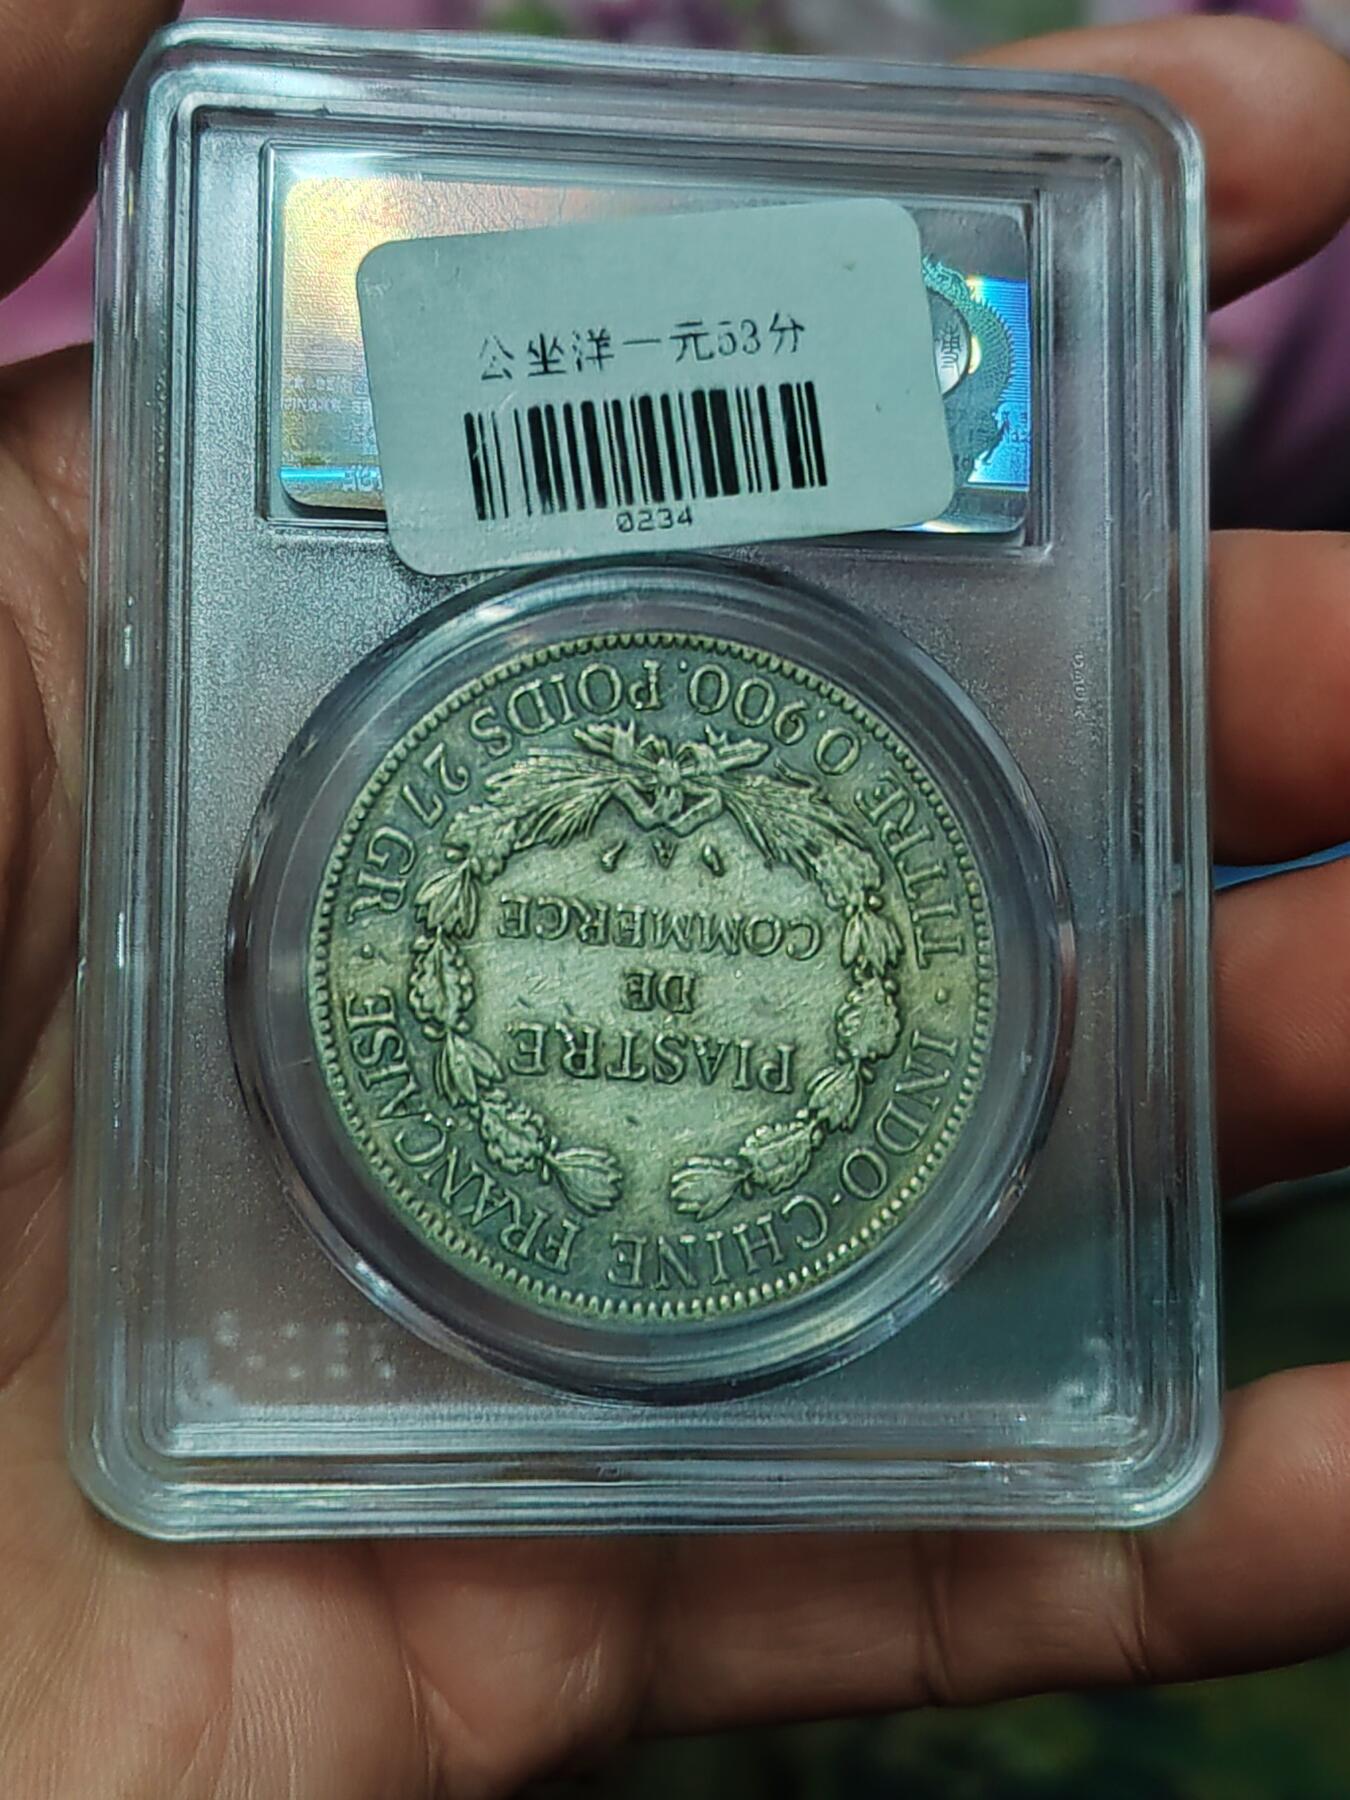 公坐洋一元53分
0234
INDO-CHINE FRANCAISE
TITRE 0.900. POIDS 27 GR.
PIASTRE
DE
COMMERCE
A